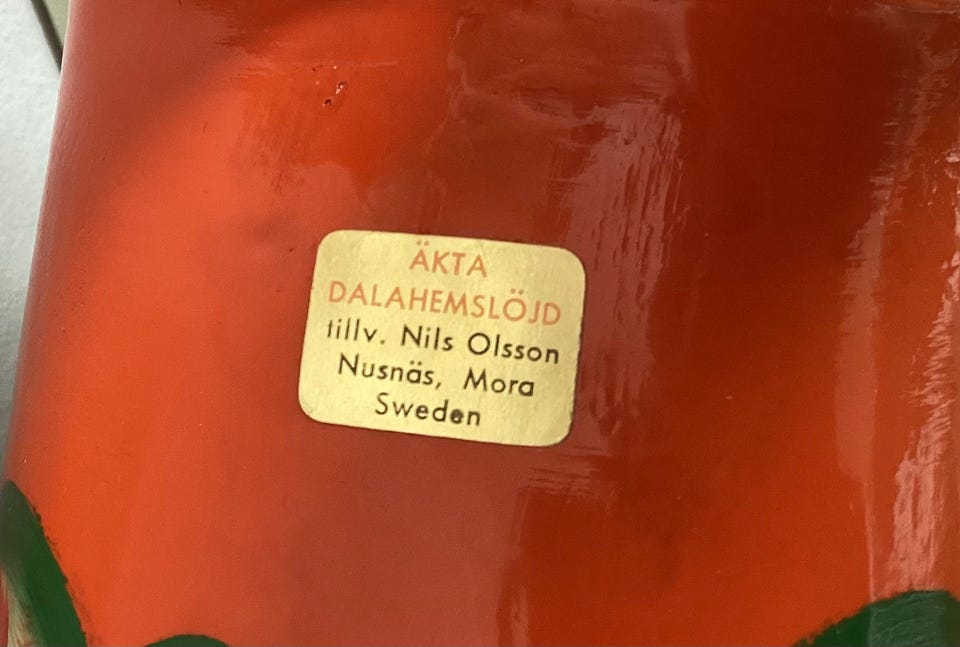 ÄKTA
DALAHEMSLÖJD
tillv. Nils Olsson
Nusnäs, Mora
Sweden